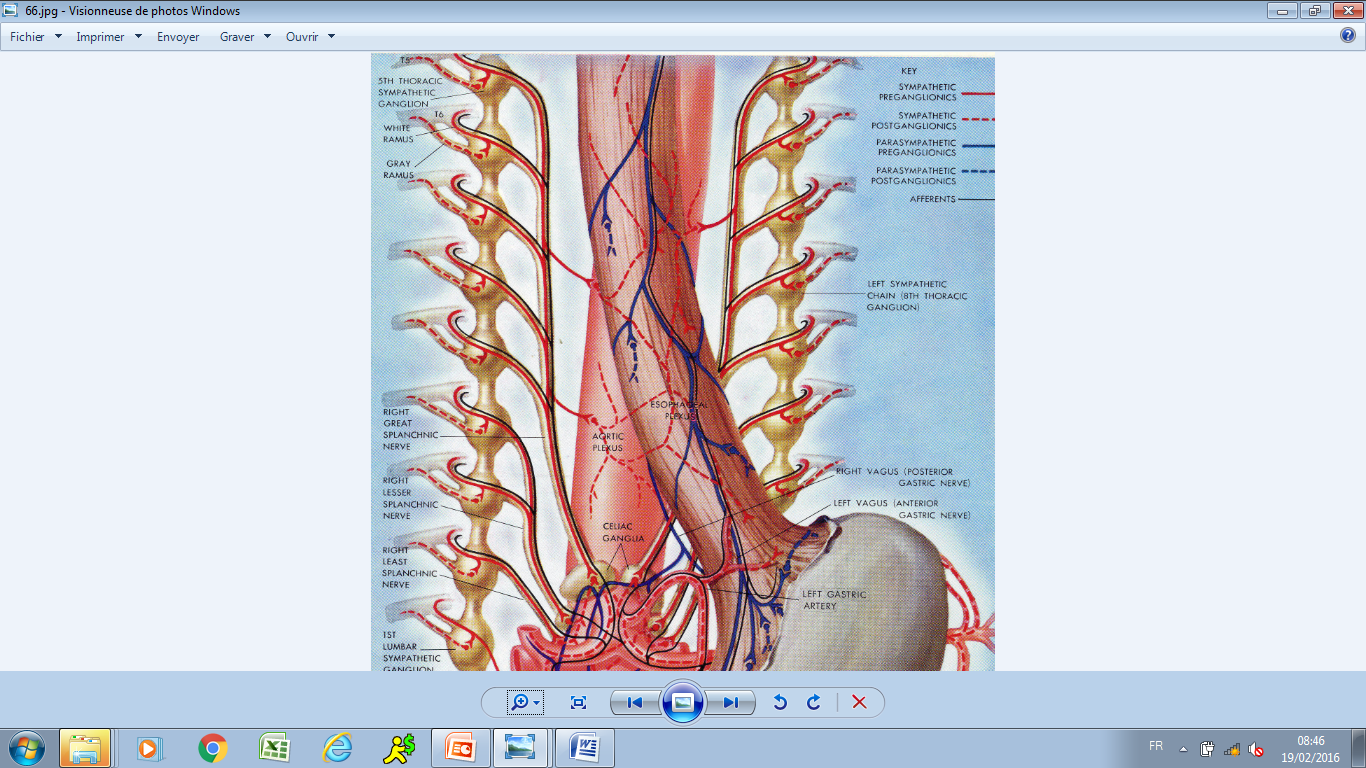 66.jpg - Visionneuse de photos Windows
Fichier Imprimer Envoyer Graver Ouvrir
T5
5TH THORACIC
SYMPATHETIC
GANGLION
T6
WHITE
RAMUS
GRAY
RAMUS
RIGHT
GREAT
SPLANCHNIC
NERVE
RIGHT
LESSER
SPLANCHNIC
NERVE
RIGHT
LEAST
SPLANCHNIC
NERVE
1ST
LUMBAR
SYMPATHETIC
GANGLION
ESOPHAGEAL
PLEXUS
AORTIC
PLEXUS
CELIAC
GANGLIA
KEY
SYMPATHETIC
PREGANGLIONICS
SYMPATHETIC
POSTGANGLIONICS
PARASYMPATHETIC
PREGANGLIONICS
PARASYMPATHETIC
POSTGANGLIONICS
AFFERENTS
LEFT SYMPATHETIC
CHAIN (8TH THORACIC
GANGLION)
RIGHT VAGUS (POSTERIOR
GASTRIC NERVE)
LEFT VAGUS (ANTERIOR
GASTRIC NERVE)
LEFT GASTRIC
ARTERY
FR
08:46
19/02/2016